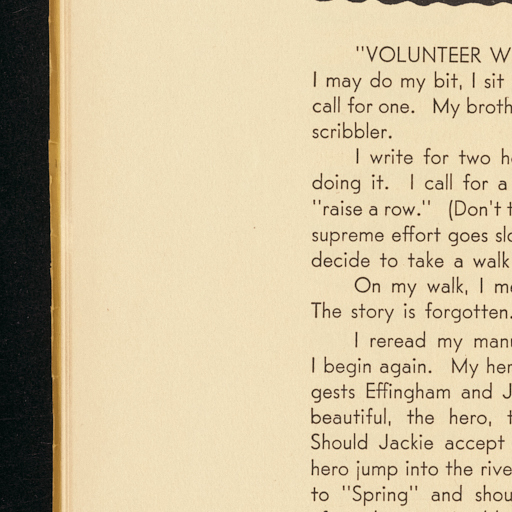 "VOLUNTEER W
I may do my bit, I sit
call for one. My broth
scribbler.
I write for two h
doing it. I call for a
"raise a row." (Don't t
supreme effort goes slo
decide to take a walk
On my walk, I me
The story is forgotten.
I reread my manu
I begin again. My her
gests Effingham and J
beautiful, the hero, t
Should Jackie accept
hero jump into the rive
to "Spring" and shou